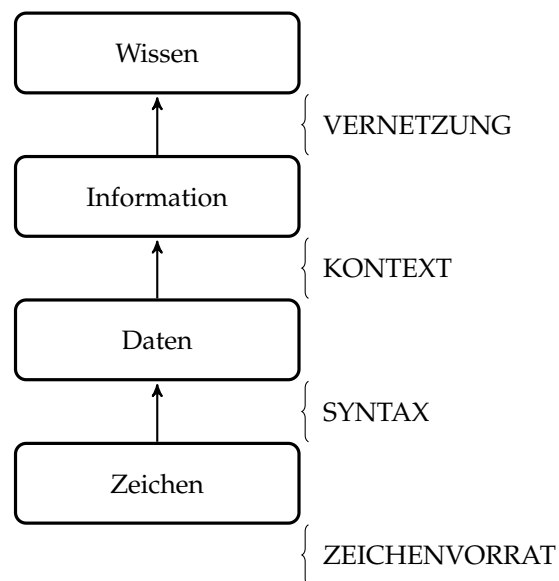 Wissen
VERNETZUNG
Information
KONTEXT
Daten
SYNTAX
Zeichen
ZEICHENVORRAT